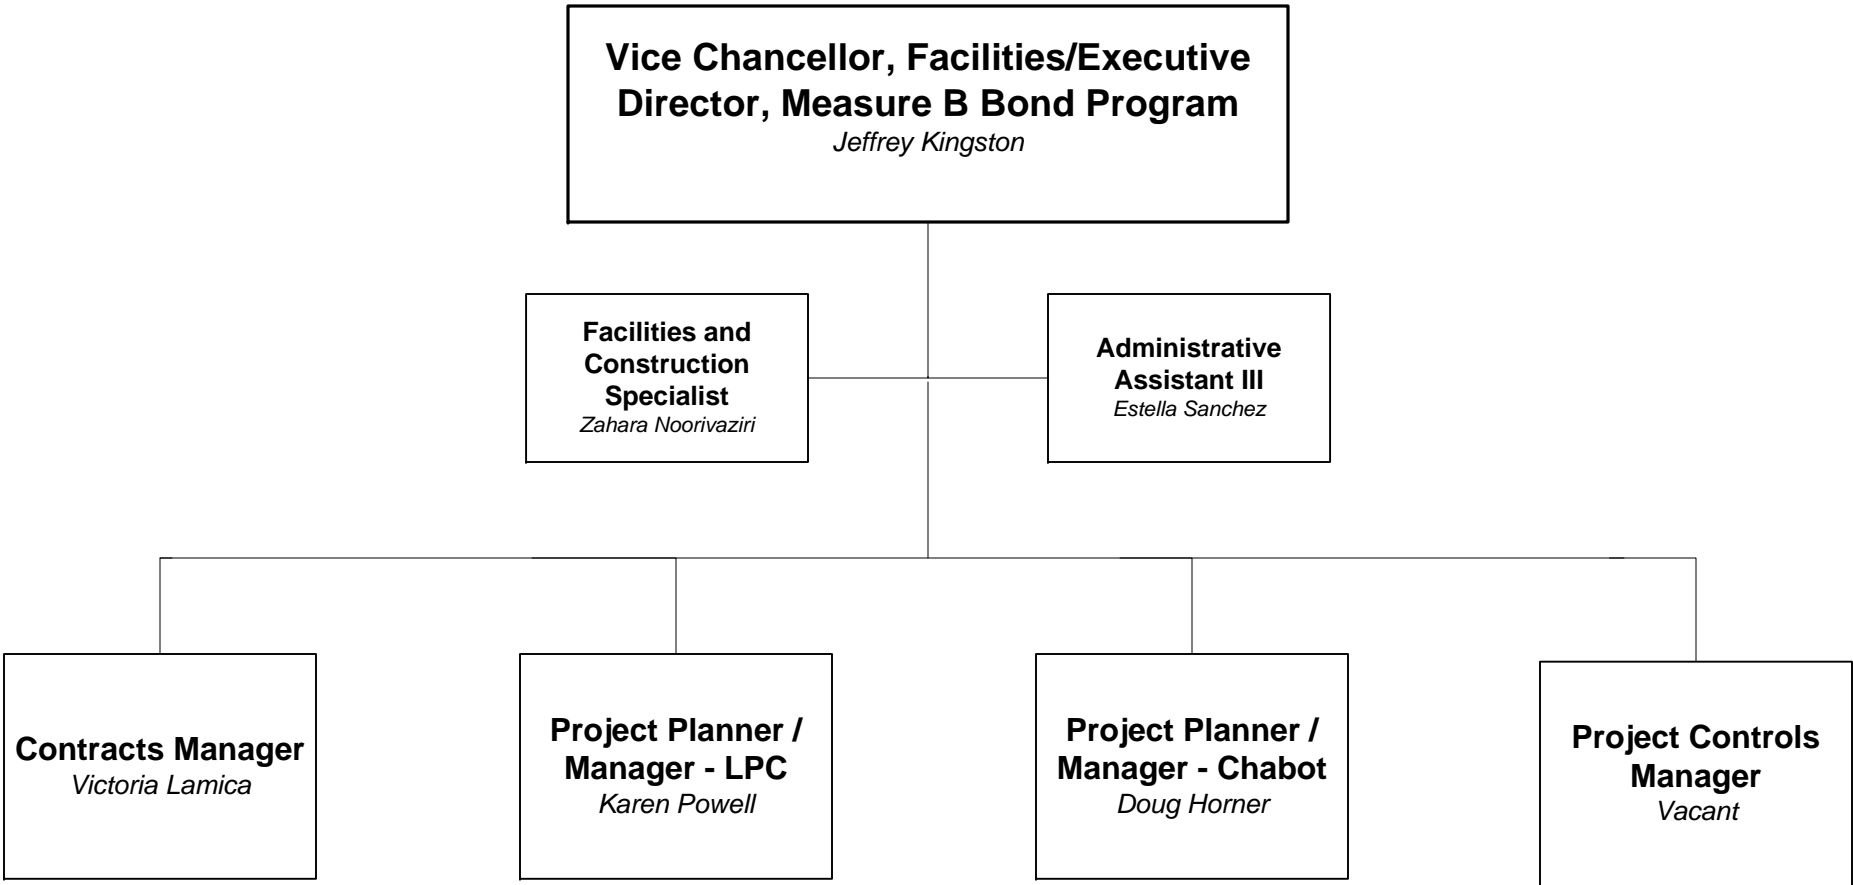 Vice Chancellor, Facilities/Executive
Director, Measure B Bond Program
Jeffrey Kingston
Facilities and
Construction
Specialist
Zahara Noorivaziri
Administrative
Assistant III
Estella Sanchez
Contracts Manager
Victoria Lamica
Project Planner /
Manager - LPC
Karen Powell
Project Planner /
Manager - Chabot
Doug Horner
Project Controls
Manager
Vacant